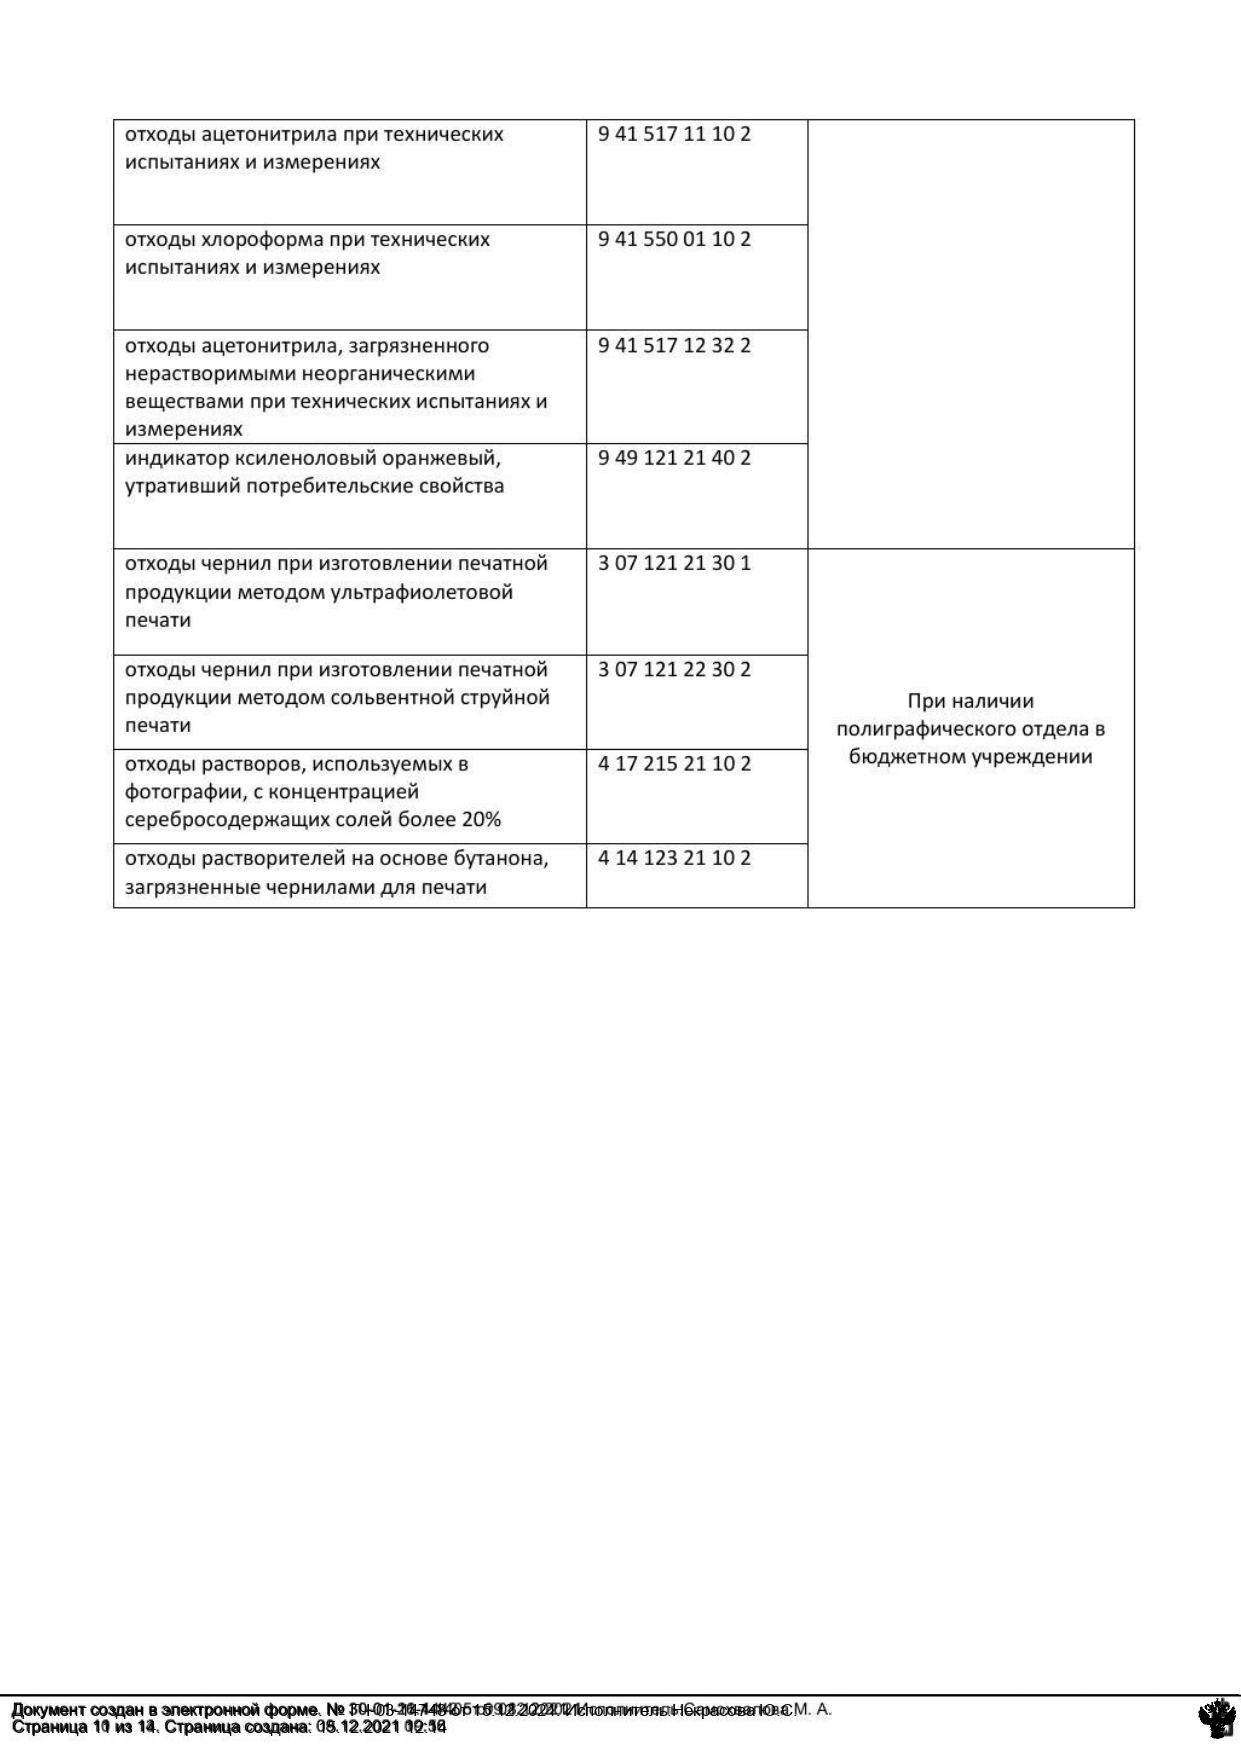 отходы ацетонитрила при технических
испытаниях и измерениях
9 41 517 11 10 2
отходы хлороформа при технических
испытаниях и измерениях
9 41 550 01 10 2
отходы ацетонитрила, загрязненного
нерастворимыми неорганическими
веществами при технических испытаниях и
измерениях
9 41 517 12 32 2
индикатор ксиленоловый оранжевый,
утративший потребительские свойства
9 49 121 21 40 2
отходы чернил при изготовлении печатной
продукции методом ультрафиолетовой
печати
3 07 121 21 30 1
отходы чернил при изготовлении печатной
продукции методом сольвентной струйной
печати
3 07 121 22 30 2
отходы растворов, используемых в
фотографии, с концентрацией
серебросодержащих солей более 20%
4 17 215 21 10 2
отходы растворителей на основе бутанона,
загрязненные чернилами для печати
4 14 123 21 10 2
При наличии
полиграфического отдела в
бюджетном учреждении
Документ создан в электронной форме. №
Страница из Страница создана: 12.2021